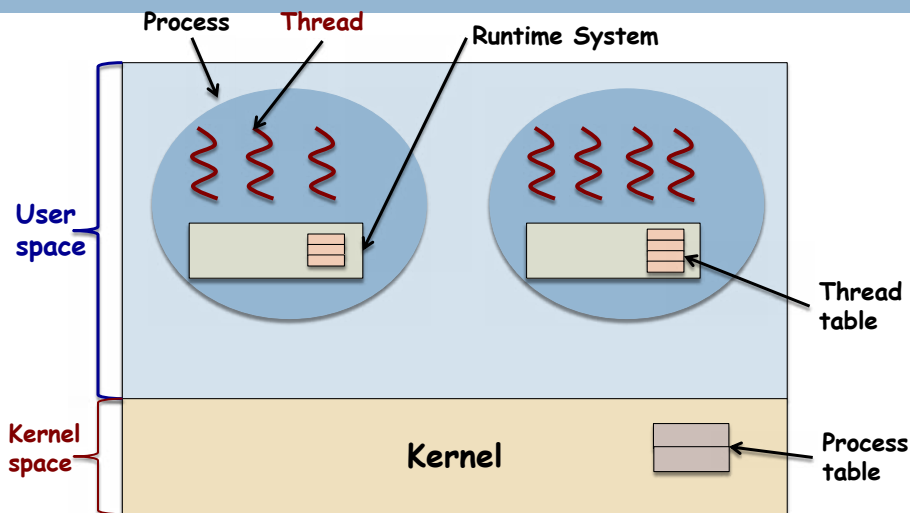 Process
Thread
Runtime System
User
space
Thread
table
Kernel
space
Kernel
Process
table